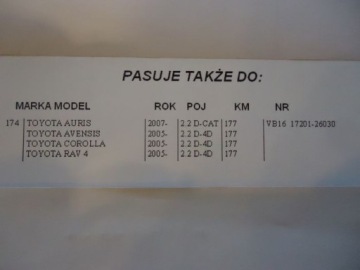 PASUJE TAKŻE DO:
MARKA MODEL ROK POJ KM NR
174 TOYOTA AURIS 2007- 2.2 D-CAT 177 VB16 17201-26030
TOYOTA AVENSIS 2005- 2.2 D-4D 177
TOYOTA COROLLA 2005- 2.2 D-4D 177
TOYOTA RAV 4 2005- 2.2 D-4D 177